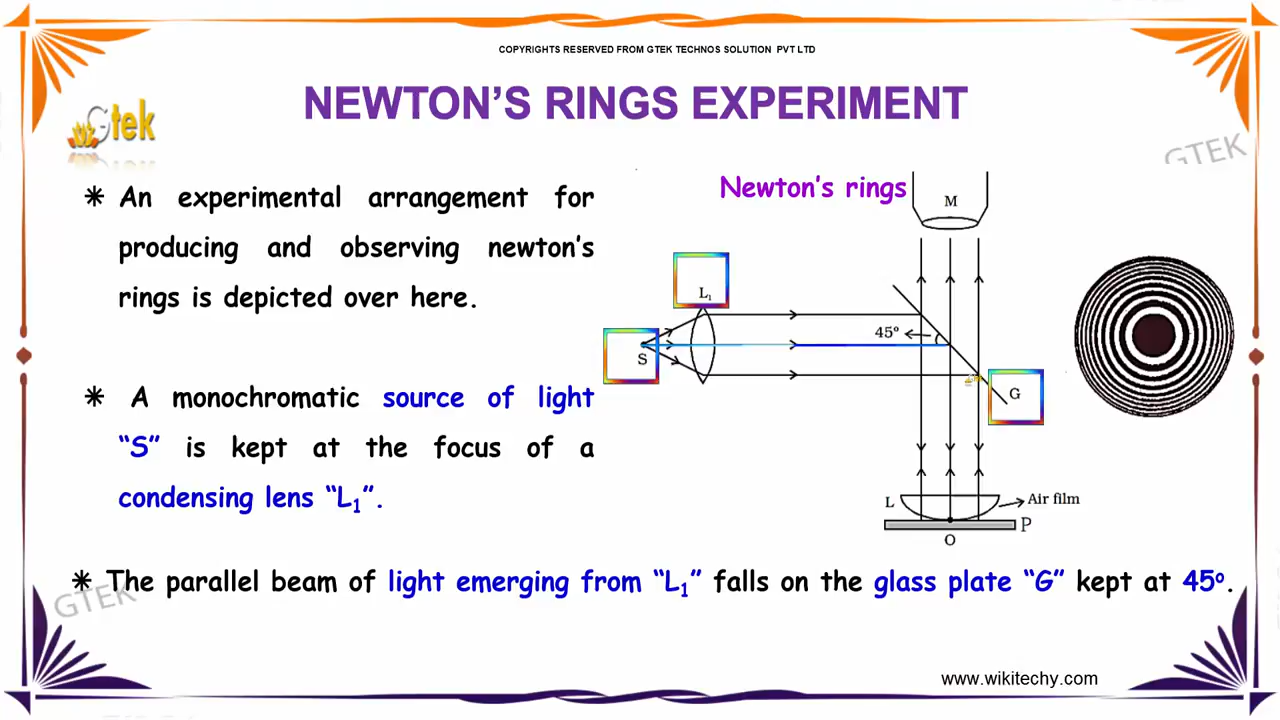 COPYRIGHTS RESERVED FROM GTEK TECHNOS SOLUTION PVT LTD
NEWTON'S RINGS EXPERIMENT
Gtek
GTEK
✳ An experimental arrangement for
producing and observing newton's
rings is depicted over here.
✳ A monochromatic source of light
“S” is kept at the focus of a
condensing lens “L₁”.
Newton's rings
M
L₁
45°
S
G
L
Air film
P
O
✳ The parallel beam of light emerging from “L₁” falls on the glass plate “G” kept at 45º.
GTEK
www.wikitechy.com